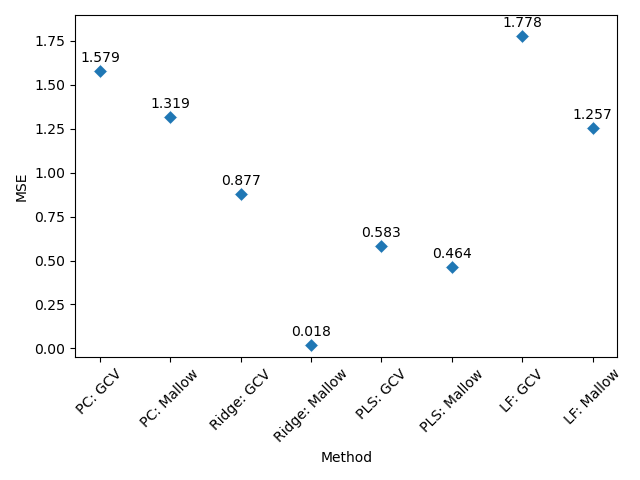 1.778
1.75
1.579
1.50
1.319
1.257
1.25
1.00
0.877
0.75
0.583
0.50
0.464
0.25
0.018
0.00
MSE
PC: GCV
PC: Mallow
Ridge: GCV
Ridge: Mallow
PLS: GCV
PLS: Mallow
LF: GCV
LF: Mallow
Method